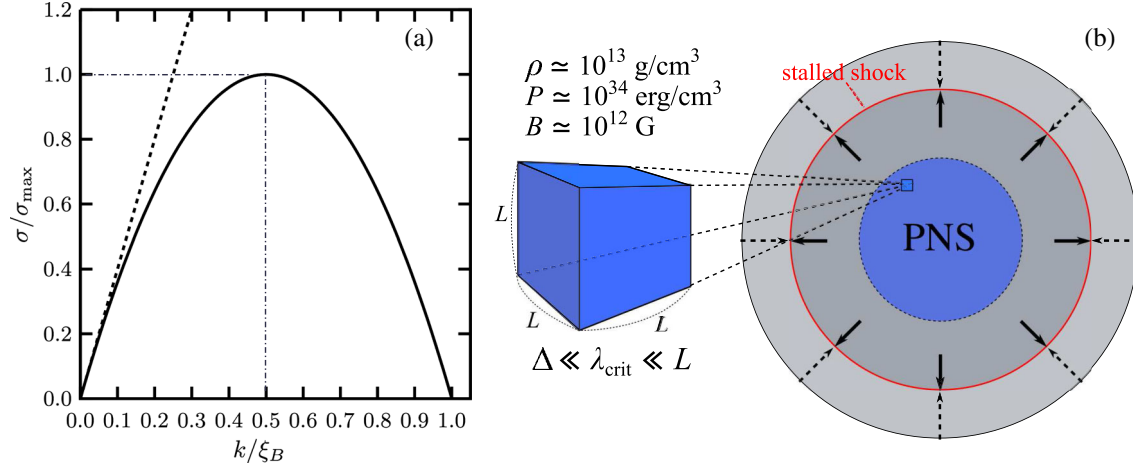 (a)
1.2
1.0
0.8
0.6
0.4
0.2
0.0
σ/σ_max
0.0 0.1 0.2 0.3 0.4 0.5 0.6 0.7 0.8 0.9 1.0
k/ξ_B
ρ ≃ 10^13 g/cm^3
P ≃ 10^34 erg/cm^3
B ≃ 10^12 G
L
L
L
Δ ≪ λ_crit ≪ L
(b)
stalled shock
PNS